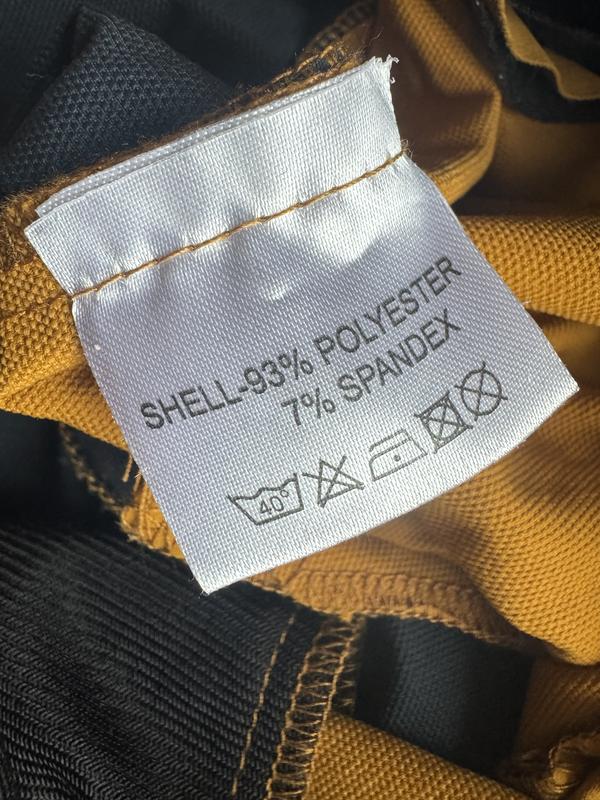 SHELL-93% POLYESTER
7% SPANDEX
40°